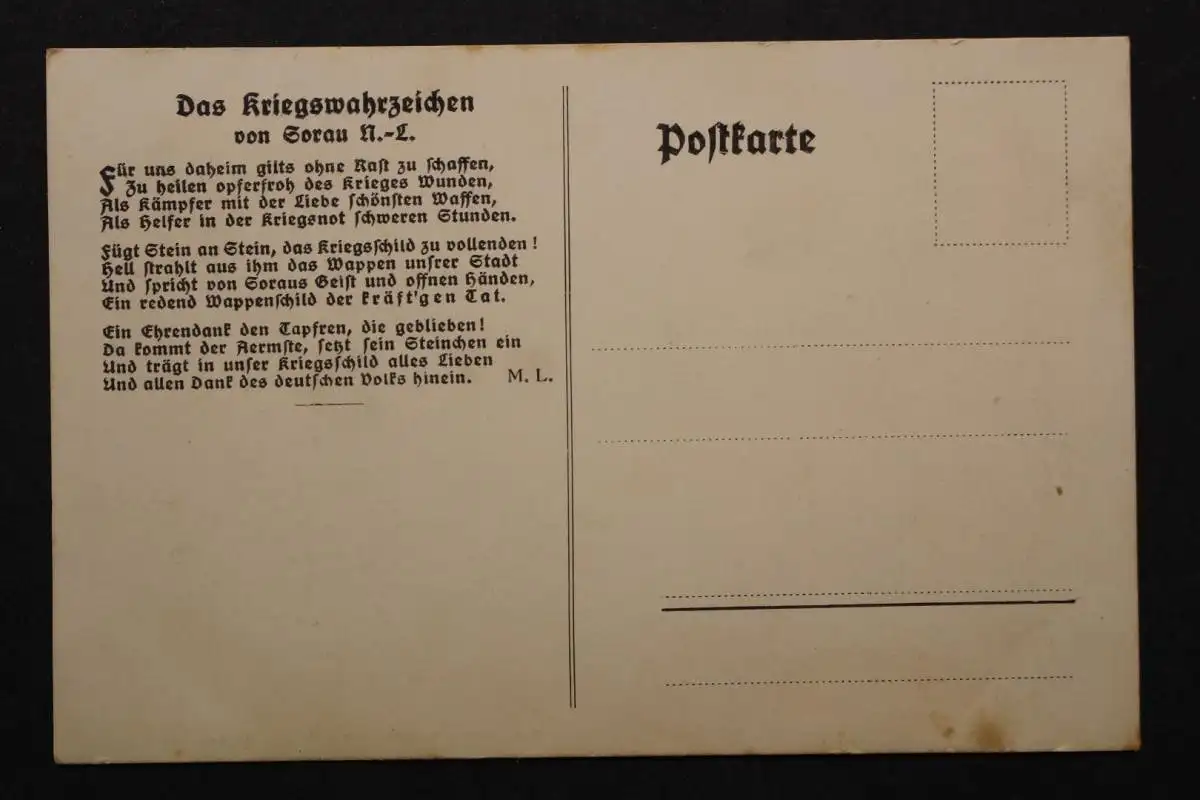 Das Kriegswahrzeichen
von Sorau N.-L.
Für uns daheim gilts ohne Rast zu schaffen,
Zu heilen opferfroh des Krieges Wunden,
Als Kämpfer mit der Liebe schönsten Waffen,
Als Helfer in der Kriegsnot schweren Stunden.
Fügt Stein an Stein, das Kriegsschild zu vollenden!
Hell strahlt aus ihm das Wappen unsrer Stadt
Und spricht von Soraus Geist und offnen Händen,
Ein redend Wappenschild der kräft'gen Tat.
Ein Ehrendank den Tapfren, die geblieben!
Da kommt der Aermste, setzt sein Steinchen ein
Und trägt in unser Kriegsschild alles Lieben
Und allen Dank des deutschen Volks hinein. M. L.
Postkarte